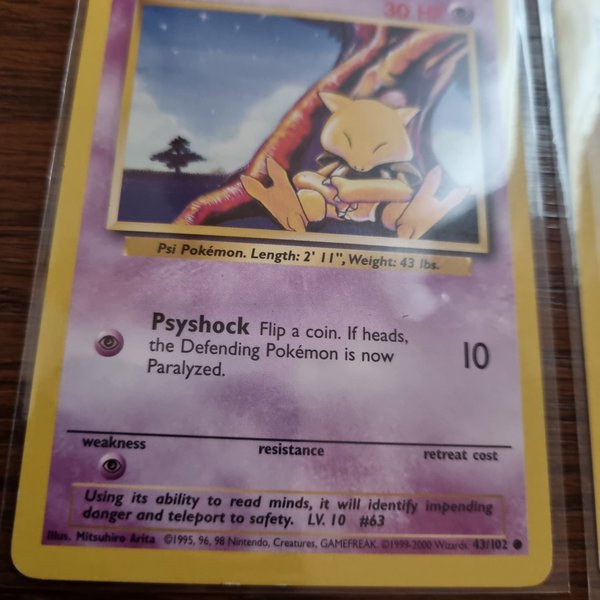 30 HP
Psi Pokémon. Length: 2' 11", Weight: 43 lbs.
Psyshock Flip a coin. If heads,
the Defending Pokémon is now
Paralyzed.
10
weakness
resistance
retreat cost
Using its ability to read minds, it will identify impending
danger and teleport to safety. LV. 10 #63
Illus. Mitsuhiro Arita ©1995, 96, 98 Nintendo, Creatures, GAMEFREAK. ©1999-2000 Wizards. 43/102